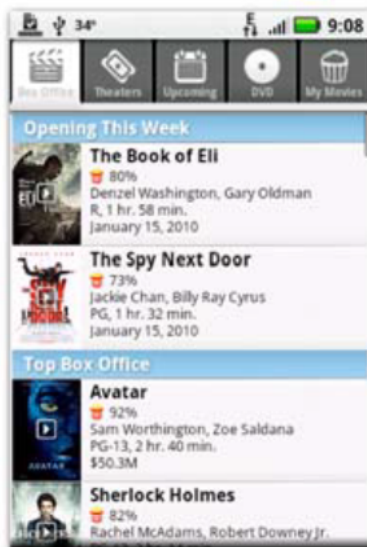 34°
E
9:08
Box Office
Theaters
Upcoming
DVD
My Movies
Opening This Week
The Book of Eli
80%
Denzel Washington, Gary Oldman
R, 1 hr. 58 min.
January 15, 2010
The Spy Next Door
73%
Jackie Chan, Billy Ray Cyrus
PG, 1 hr. 32 min.
January 15, 2010
SPY
Top Box Office
Avatar
92%
Sam Worthington, Zoe Saldana
PG-13, 2 hr. 40 min.
$50.3M
AVATAR
Sherlock Holmes
82%
Rachel McAdams, Robert Downey Jr.